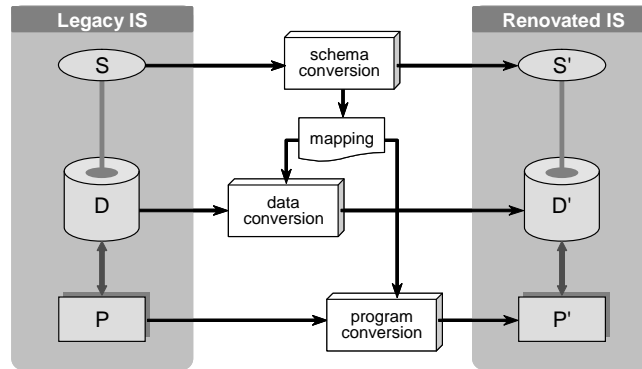 Legacy IS
Renovated IS
S
schema
conversion
S'
mapping
D
data
conversion
D'
P
program
conversion
P'